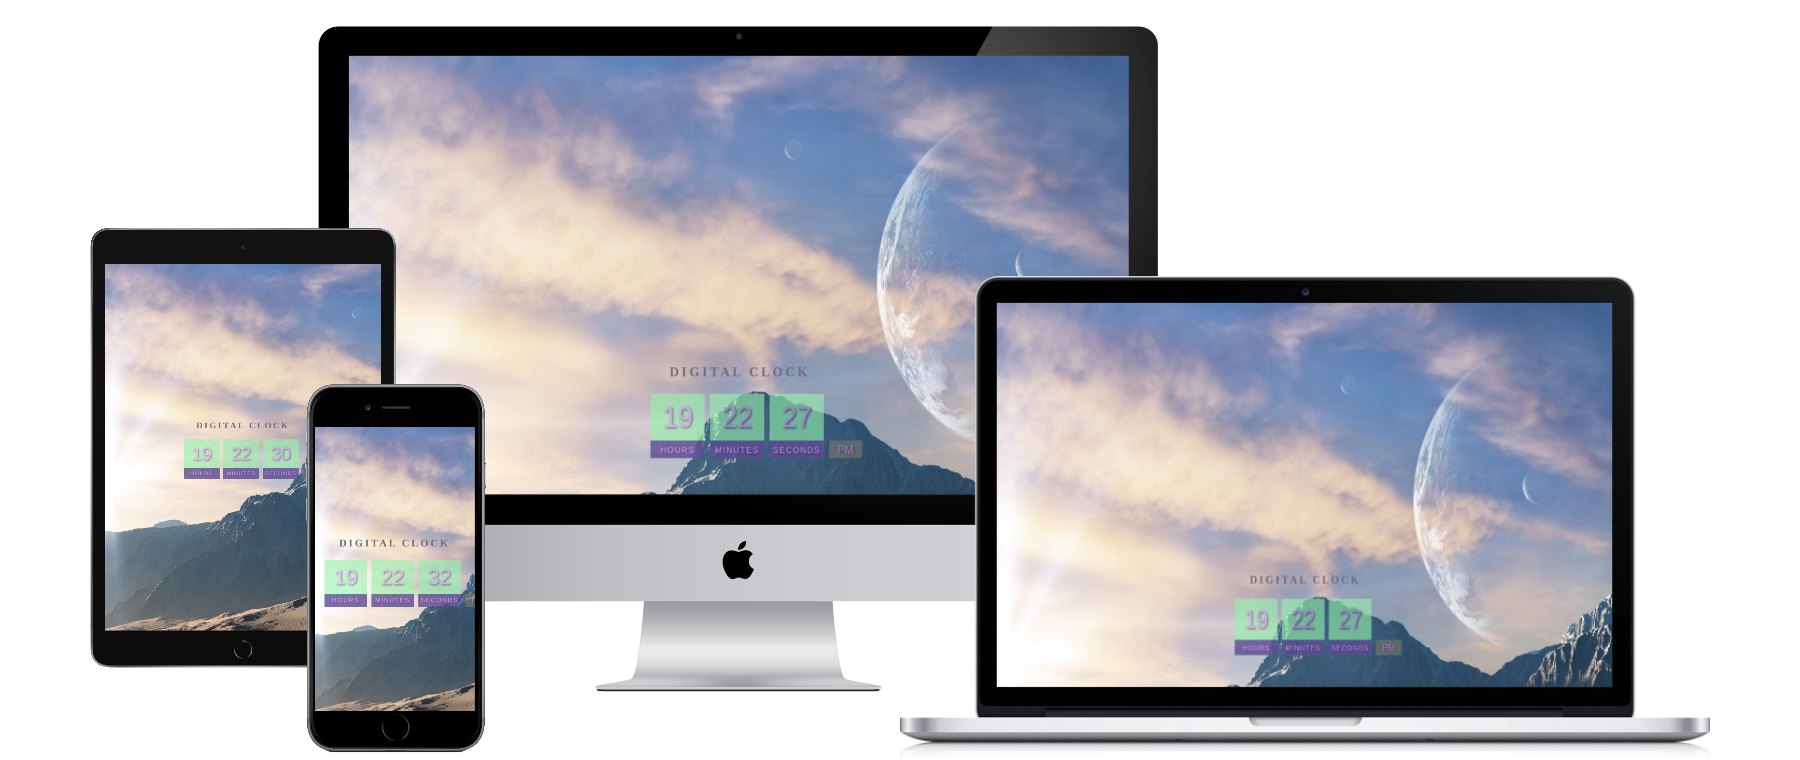 DIGITAL CLOCK
19 22 27
HOURS MINUTES SECONDS PM
DIGITAL CLOCK
19 22 30
HOURS MINUTES SECONDS
DIGITAL CLOCK
19 22 32
HOURS MINUTES SECONDS
DIGITAL CLOCK
19 22 27
HOURS MINUTES SECONDS PM